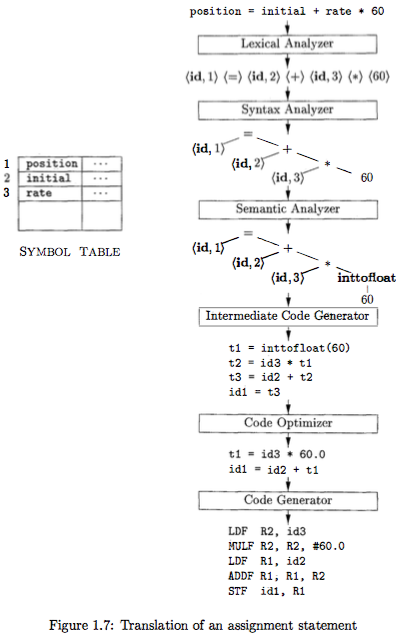 position = initial + rate * 60
Lexical Analyzer
⟨id, 1⟩ ⟨=⟩ ⟨id, 2⟩ ⟨+⟩ ⟨id, 3⟩ ⟨*⟩ ⟨60⟩
Syntax Analyzer
=
⟨id, 1⟩ +
⟨id, 2⟩ *
⟨id, 3⟩ 60
1 position ...
2 initial ...
3 rate ...
SYMBOL TABLE
Semantic Analyzer
=
⟨id, 1⟩ +
⟨id, 2⟩ *
⟨id, 3⟩ inttofloat
60
Intermediate Code Generator
t1 = inttofloat(60)
t2 = id3 * t1
t3 = id2 + t2
id1 = t3
Code Optimizer
t1 = id3 * 60.0
id1 = id2 + t1
Code Generator
LDF R2, id3
MULF R2, R2, #60.0
LDF R1, id2
ADDF R1, R1, R2
STF id1, R1
Figure 1.7: Translation of an assignment statement